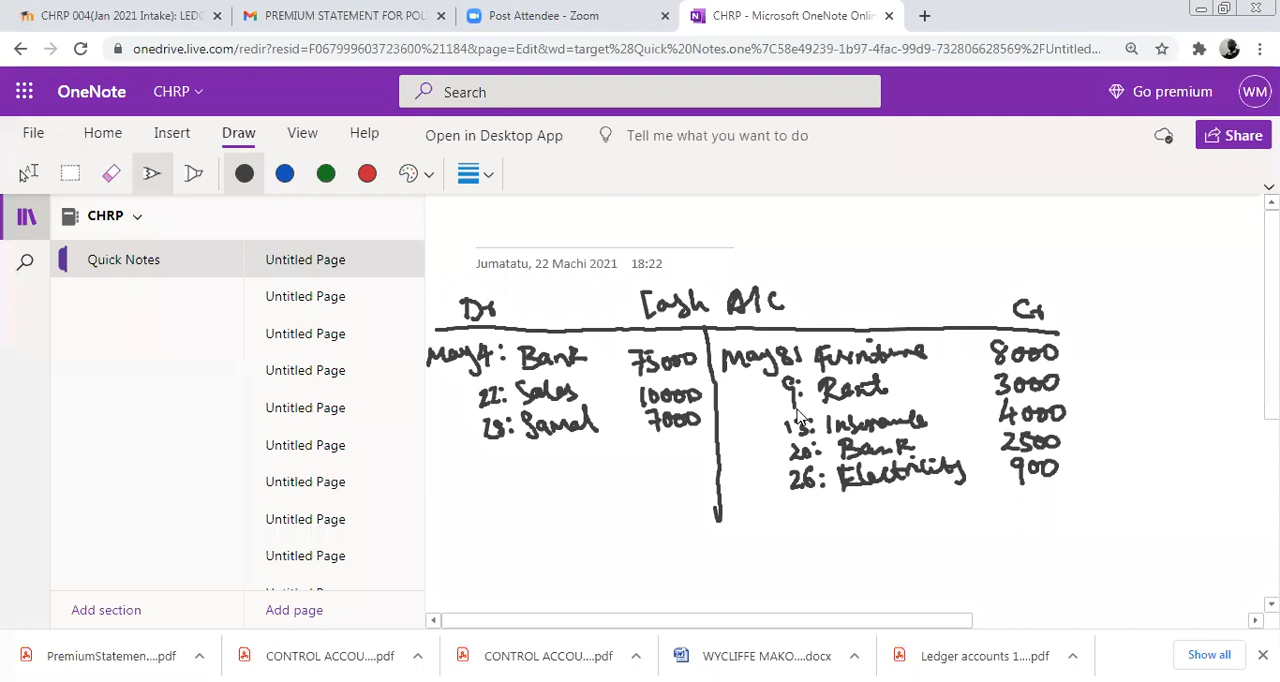 CHRP 004(Jan 2021 Intake): LEDC
PREMIUM STATEMENT FOR POL
Post Attendee - Zoom
CHRP - Microsoft OneNote Online
onedrive.live.com/redir?resid=F067999603723600%21184&page=Edit&wd=target%28Quick%20Notes.one%7C58e49239-1b97-4fac-99d9-732806628569%2FUntitled...
OneNote CHRP Search Go premium WM
File Home Insert Draw View Help Open in Desktop App Tell me what you want to do Share
CHRP
Quick Notes
Untitled Page
Untitled Page
Untitled Page
Untitled Page
Untitled Page
Untitled Page
Untitled Page
Untitled Page
Untitled Page
Add section Add page
Jumatatu, 22 Machi 2021 18:22
Dr Cash A/C Cr
May 4: Bank 75000 May 8: Furniture 8000
22: Sales 10000 9: Rent 3000
28: 7000 Insurance 4000
20: Bank 2500
26: Electricity 900
PremiumStatemen....pdf CONTROL ACCOU....pdf CONTROL ACCOU....pdf WYCLIFFE MAKO....docx Ledger accounts 1....pdf Show all